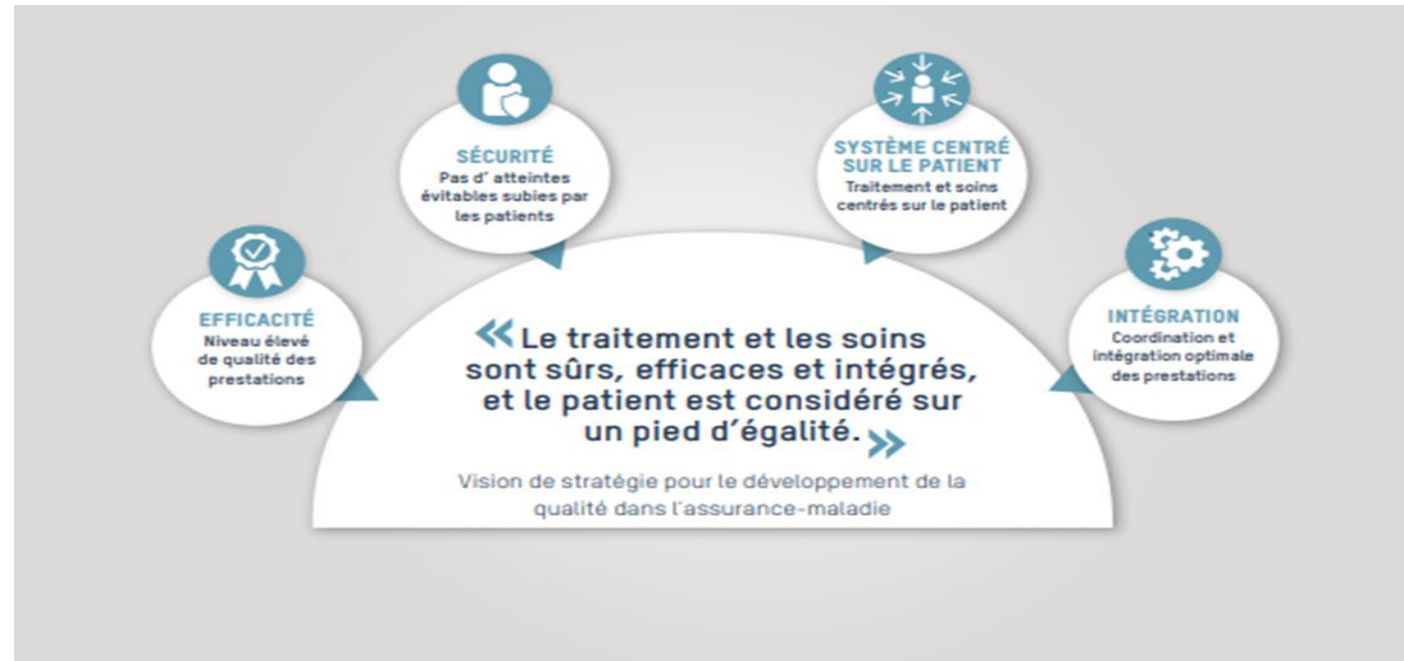 SÉCURITÉ
Pas d' atteintes
évitables subies par
les patients
SYSTÈME CENTRÉ
SUR LE PATIENT
Traitement et soins
centrés sur le patient
EFFICACITÉ
Niveau élevé
de qualité des
prestations
INTÉGRATION
Coordination et
intégration optimale
des prestations
« Le traitement et les soins
sont sûrs, efficaces et intégrés,
et le patient est considéré sur
un pied d'égalité. »
Vision de stratégie pour le développement de la
qualité dans l'assurance-maladie